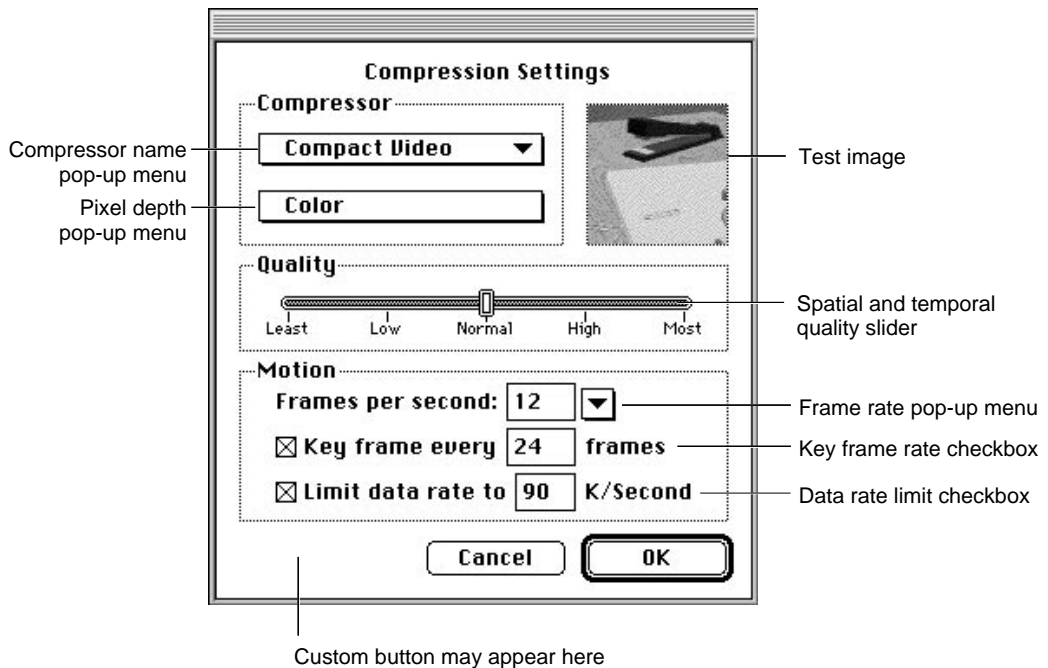 Compression Settings
Compressor
Compressor name
pop-up menu
Compact Video
Test image
Pixel depth
pop-up menu
Color
Quality
Spatial and temporal
quality slider
Least Low Normal High Most
Motion
Frames per second: 12
Frame rate pop-up menu
Key frame every 24 frames
Key frame rate checkbox
Limit data rate to 90 K/Second
Data rate limit checkbox
Cancel OK
Custom button may appear here